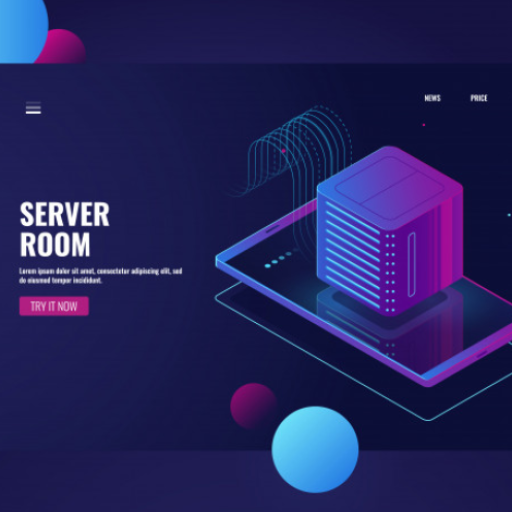 NEWS PRICE
SERVER
ROOM
Lorem ipsum dolor sit amet, consectetur adipiscing elit, sed
do eiusmod tempor incididunt.
TRY IT NOW